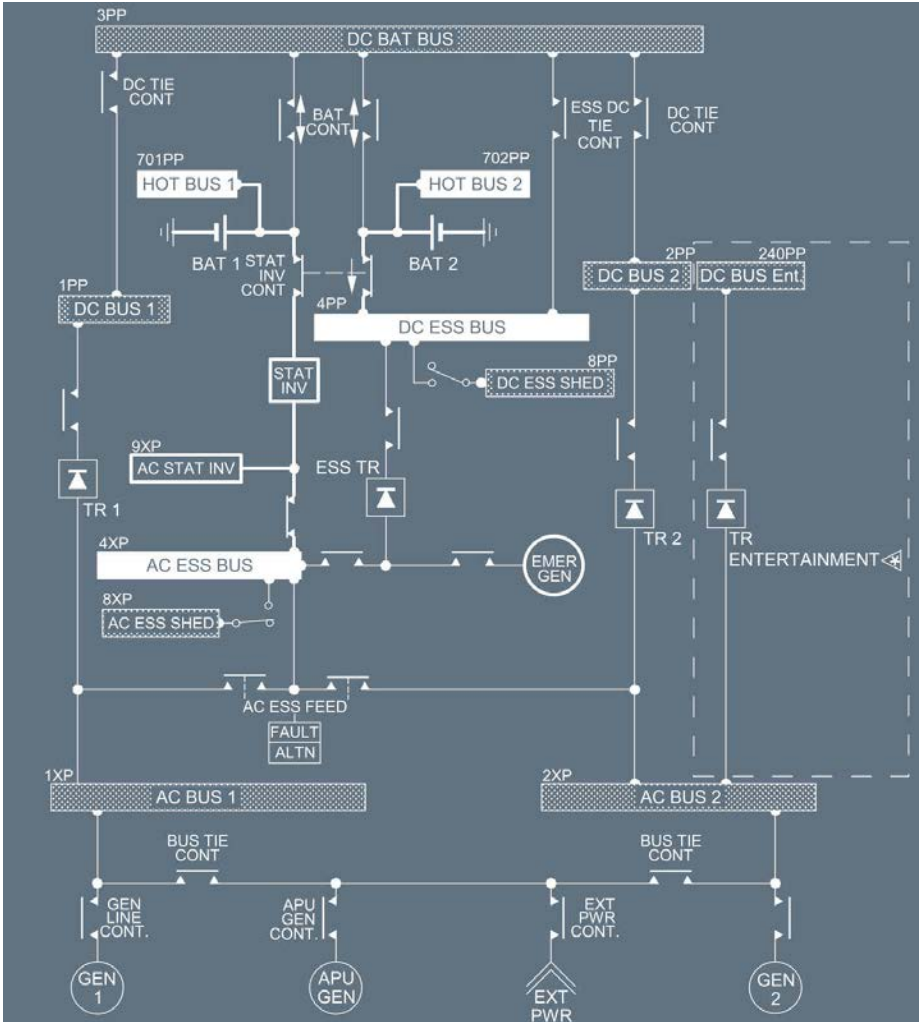 3PP
DC BAT BUS
DC TIE
CONT
BAT
CONT
ESS DC
TIE
CONT
DC TIE
CONT
701PP
HOT BUS 1
702PP
HOT BUS 2
BAT 1
STAT
INV
CONT
BAT 2
1PP
DC BUS 1
4PP
DC ESS BUS
2PP
DC BUS 2
240PP
DC BUS Ent.
STAT
INV
8PP
DC ESS SHED
9XP
AC STAT INV
ESS TR
TR 1
TR 2
TR
ENTERTAINMENT
4XP
AC ESS BUS
EMER
GEN
8XP
AC ESS SHED
AC ESS FEED
FAULT
ALTN
1XP
AC BUS 1
2XP
AC BUS 2
BUS TIE
CONT
BUS TIE
CONT
GEN
LINE
CONT.
APU
GEN
CONT.
EXT
PWR
CONT.
GEN
1
APU
GEN
EXT
PWR
GEN
2